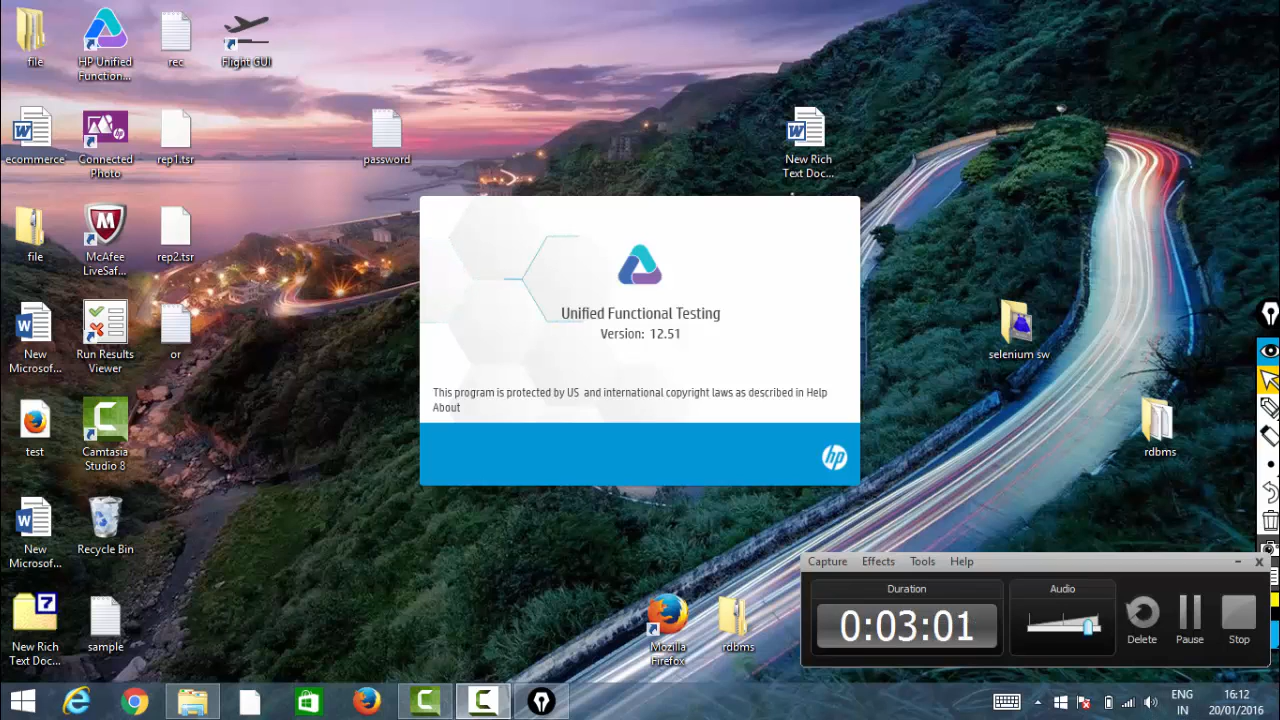 file
HP Unified
Function...
rec
Flight GUI
ecommerce
Connected
Photo
rep1.tsr
password
New Rich
Text Doc...
file
McAfee
LiveSaf...
rep2.tsr
New
Microsof...
Run Results
Viewer
or
test
Camtasia
Studio 8
New
Microsof...
Recycle Bin
New Rich
Text Doc...
sample
Unified Functional Testing
Version: 12.51
This program is protected by US and international copyright laws as described in Help
About
hp
selenium sw
rdbms
Mozilla
Firefox
rdbms
Capture Effects Tools Help
Duration
0:03:01
Audio
Delete
Pause
Stop
ENG
IN
16:12
20/01/2016